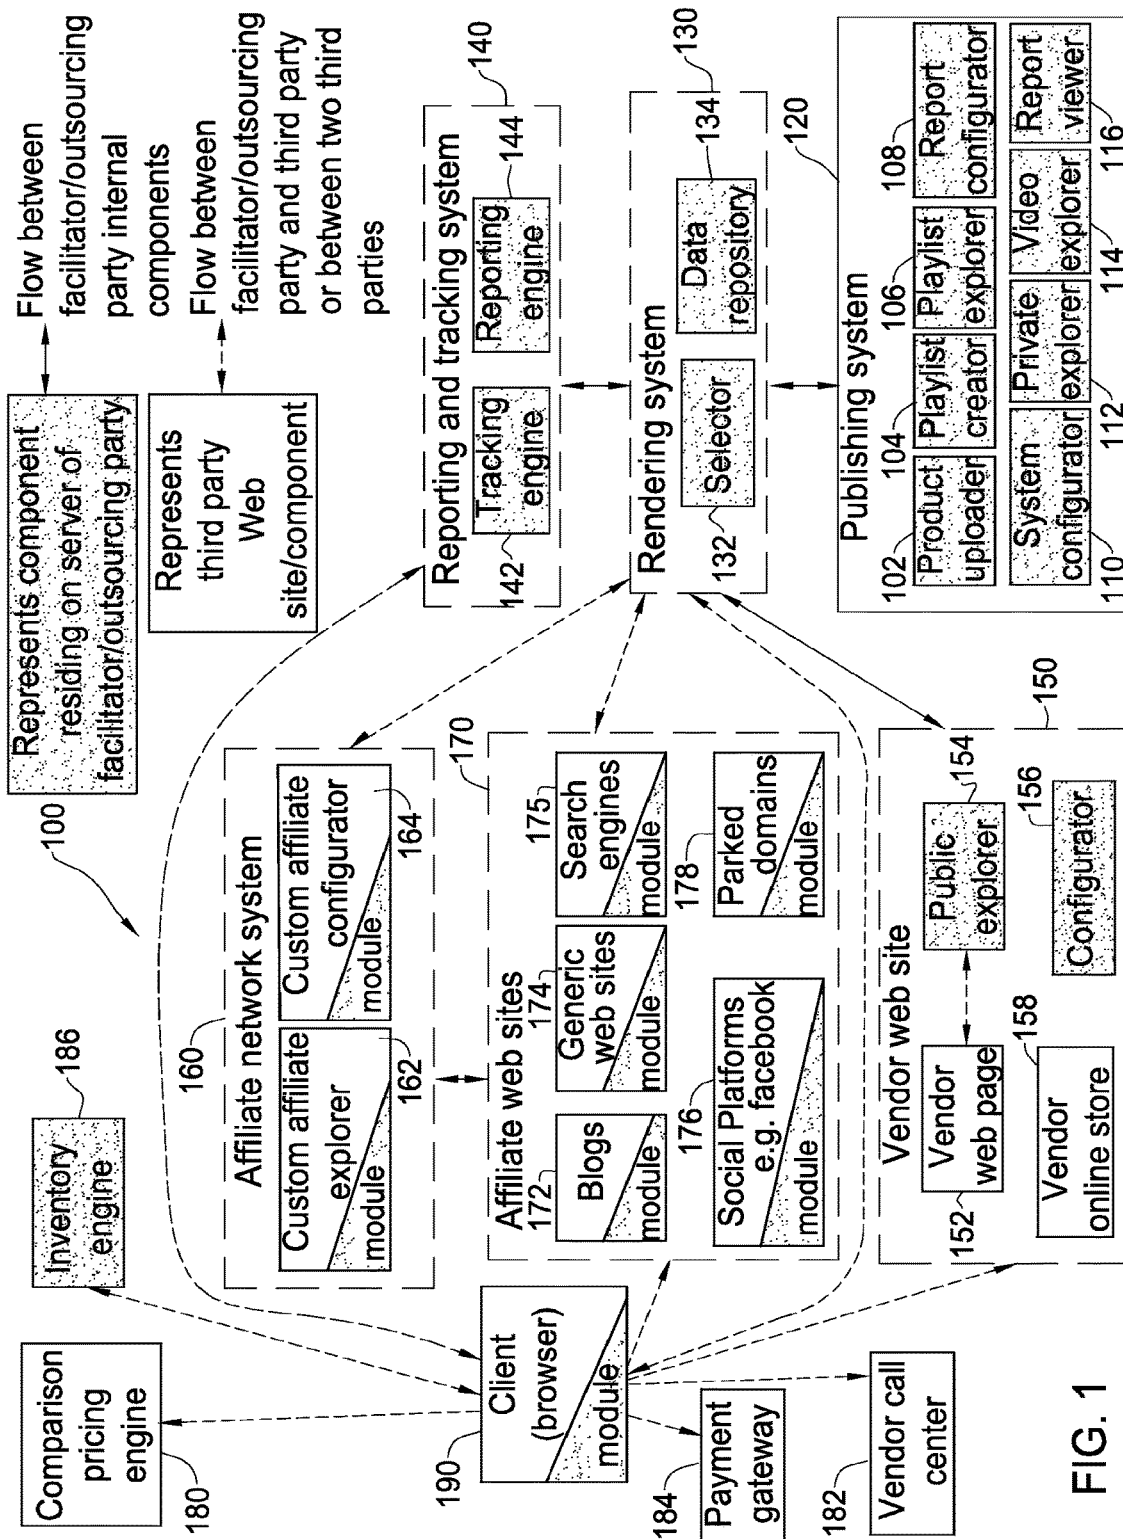 100
Represents component
residing on server of
facilitator/outsourcing party
Flow between
facilitator/outsourcing
party internal
components
Represents
third party
Web
site/component
Flow between
facilitator/outsourcing
party and third party
or between two third
parties
Comparison
pricing
engine
180
Inventory
engine
186
160
Affiliate network system
Custom affiliate
explorer
module
162
Custom affiliate
configurator
module
164
Reporting and tracking system
140
Tracking
engine
142
Reporting
engine
144
190
Client
(browser)
module
Affiliate web sites
170
172
Blogs
module
174
Generic
web sites
module
175
Search
engines
module
176
Social Platforms
e.g. facebook
module
178
Parked
domains
module
Rendering system
130
Selector
132
Data
repository
134
184
Payment
gateway
182
Vendor call
center
Vendor web site
150
Vendor
web page
152
Public
explorer
154
158
Vendor
online store
156
Configurator
Publishing system
120
102
Product
uploader
104
Playlist
creator
106
Playlist
explorer
108
Report
configurator
System
configurator
110
Private
explorer
112
Video
explorer
114
Report
viewer
116
FIG. 1